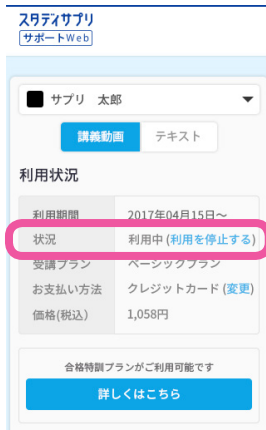 スタディサプリ
サポートWeb
サプリ 太郎
講義動画 テキスト
利用状況
利用期間 2017年04月15日〜
状況 利用中 (利用を停止する)
受講プラン ベーシックプラン
お支払い方法 クレジットカード (変更)
価格(税込) 1,058円
合格特訓プランがご利用可能です
詳しくはこちら